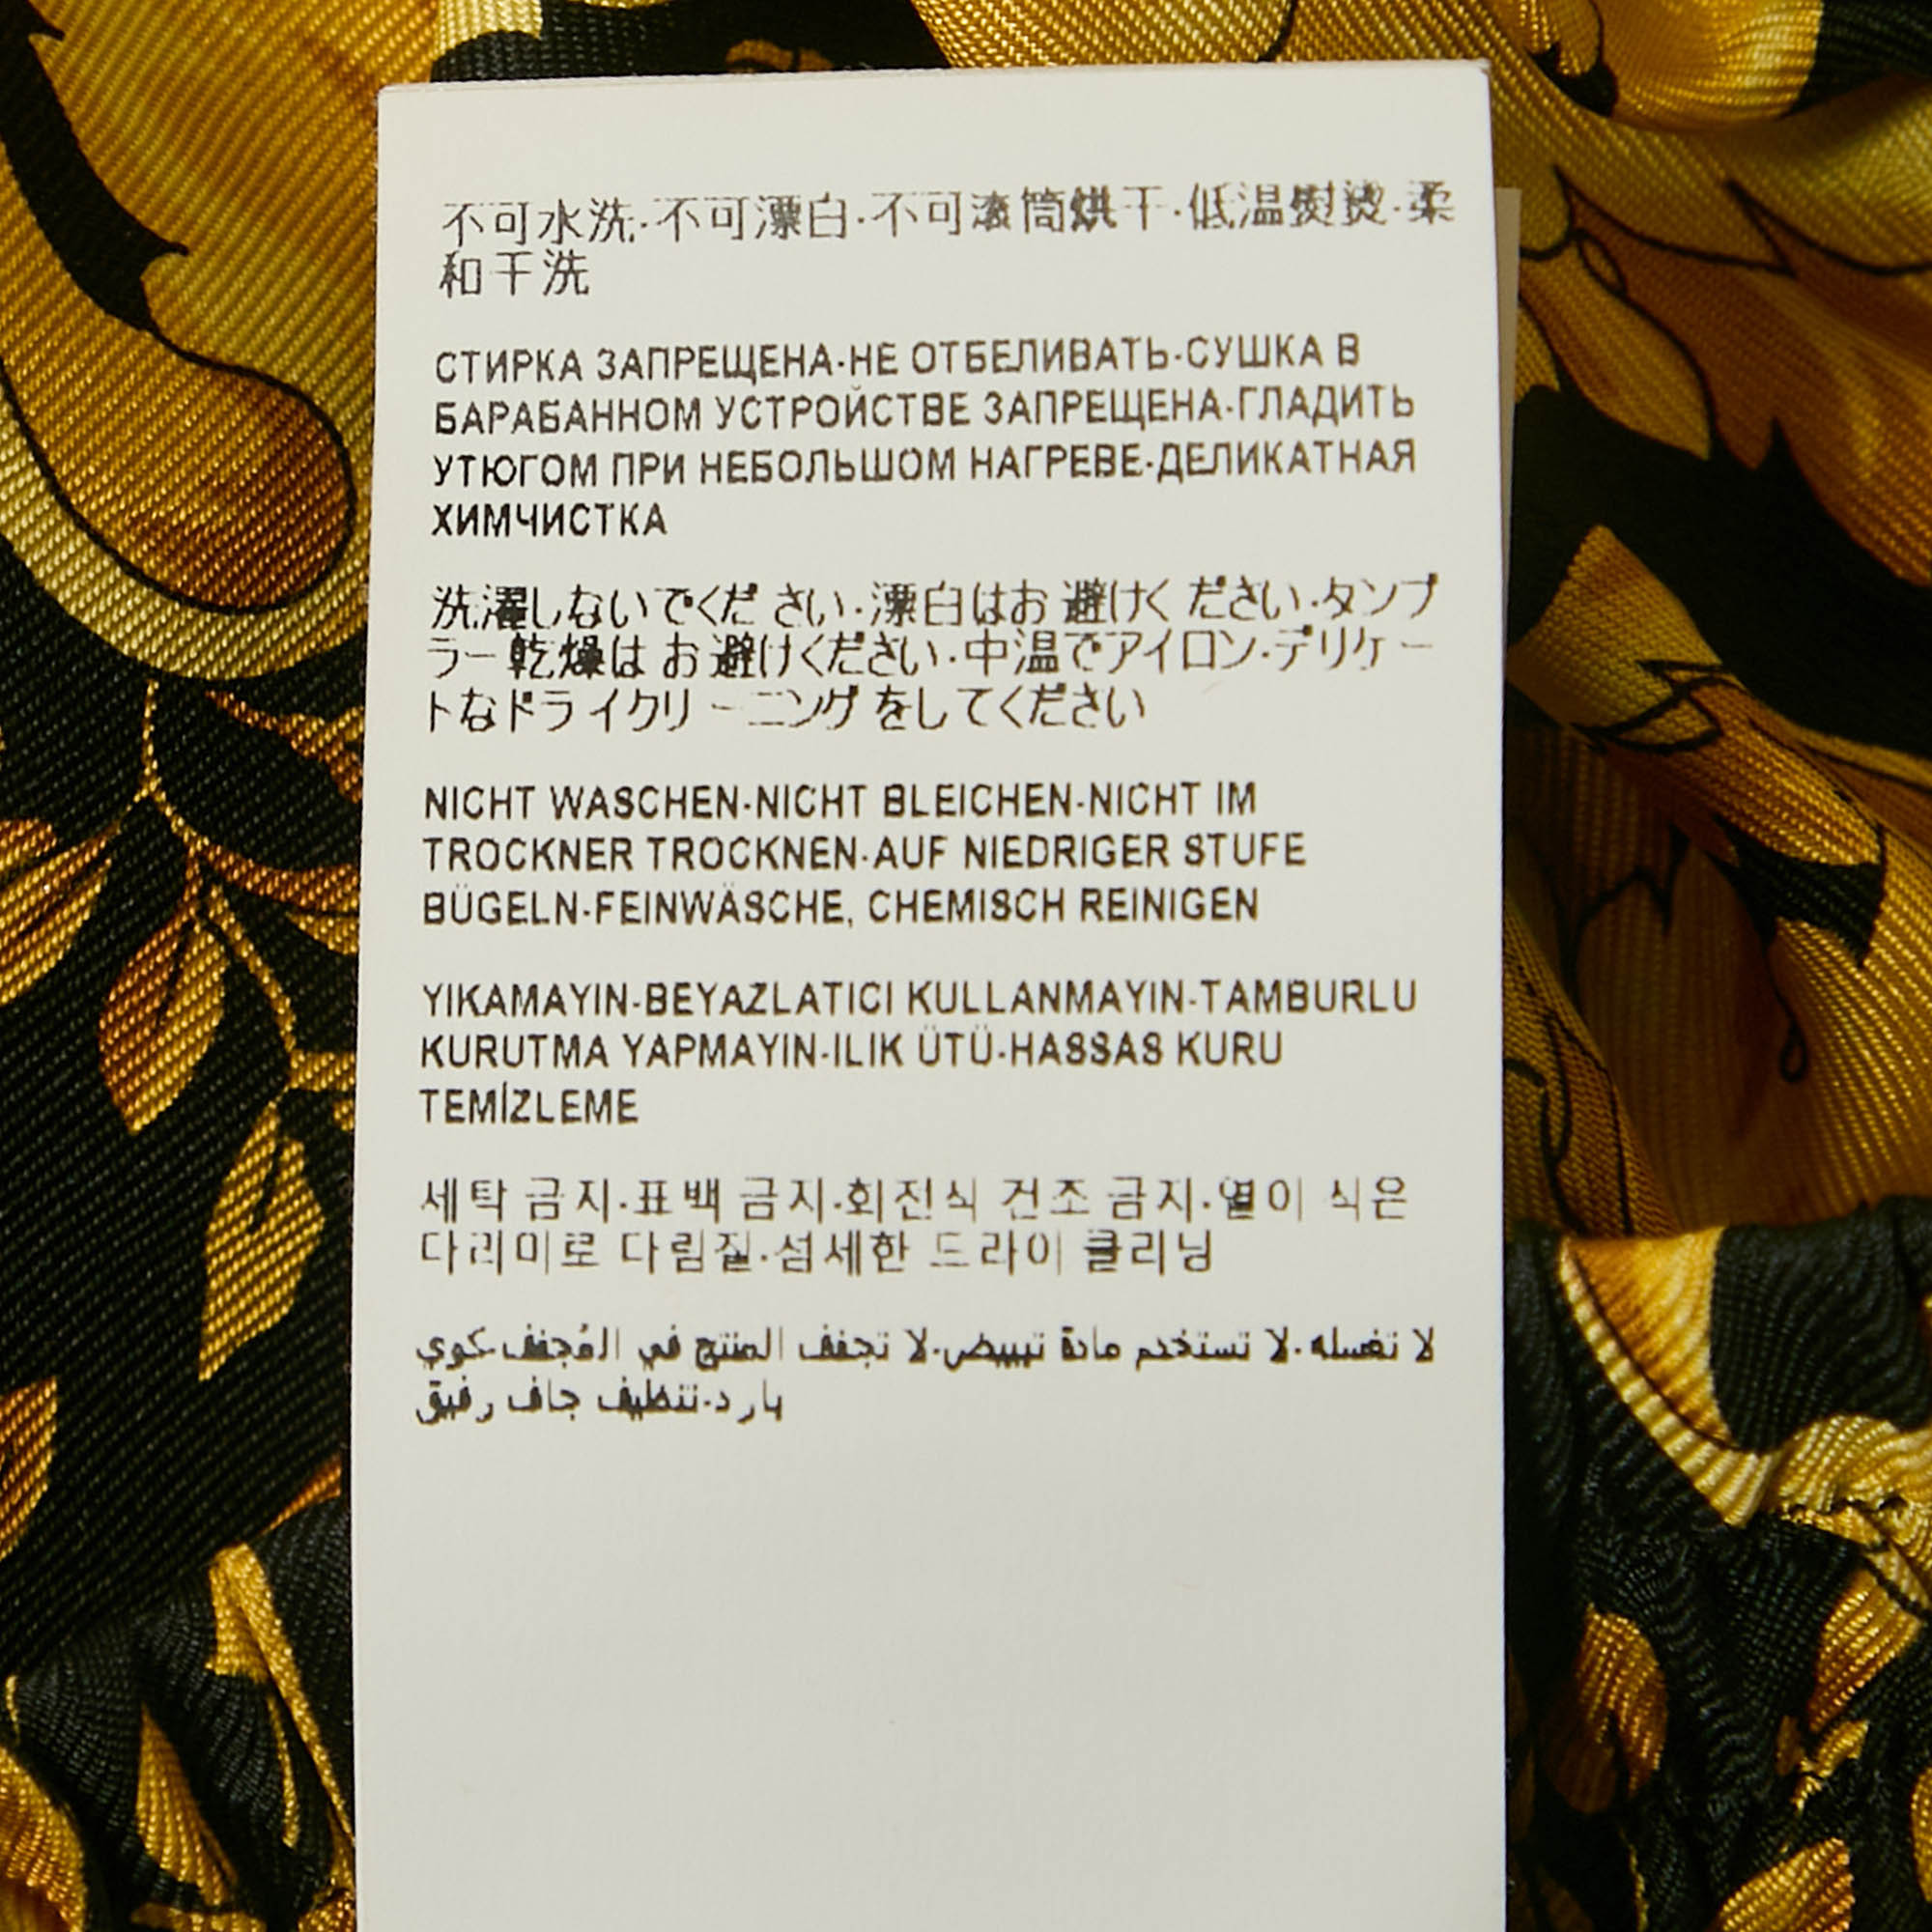 不可水洗-不可漂白-不可滚筒烘干-低温熨烫-柔
和干洗
СТИРКА ЗАПРЕЩЕНА-НЕ ОТБЕЛИВАТЬ-СУШКА В
БАРАБАННОМ УСТРОЙСТВЕ ЗАПРЕЩЕНА-ГЛАДИТЬ
УТЮГОМ ПРИ НЕБОЛЬШОМ НАГРЕВЕ-ДЕЛИКАТНАЯ
ХИМЧИСТКА
洗濯しないでください-漂白はお避けください-タンブ
ラー乾燥はお避けください-中温でアイロン-デリケー
トなドライクリーニングをしてください
NICHT WASCHEN-NICHT BLEICHEN-NICHT IM
TROCKNER TROCKNEN-AUF NIEDRIGER STUFE
BÜGELN-FEINWÄSCHE, CHEMISCH REINIGEN
YIKAMAYIN-BEYAZLATICI KULLANMAYIN-TAMBURLU
KURUTMA YAPMAYIN-ILIK ÜTÜ-HASSAS KURU
TEMİZLEME
세탁 금지-표백 금지-회전식 건조 금지-열이 식은
다리미로 다림질-섬세한 드라이 클리닝
لا تغسله-لا تستخدم مادة تبييض-لا تجفف المنتج في المُجفف-كوي
بارد-تنظيف جاف رفيق